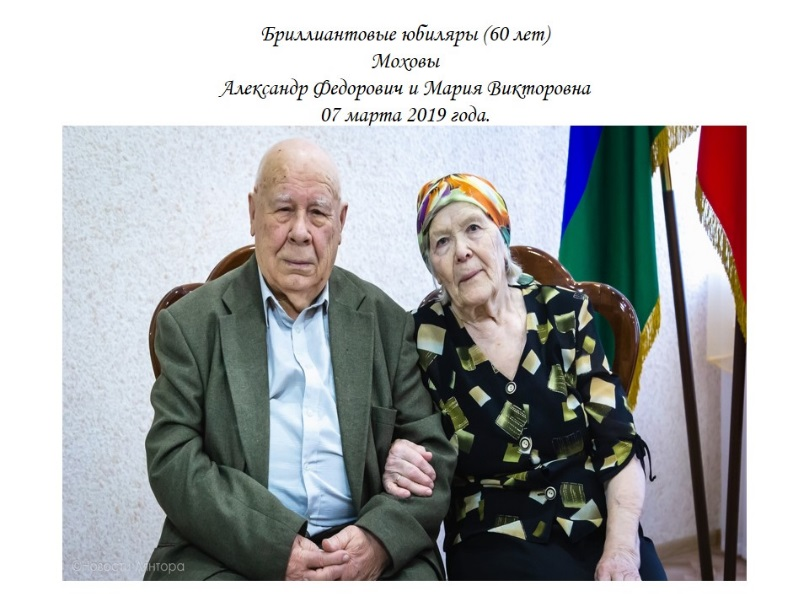 Бриллиантовые юбиляры (60 лет)
Моховы
Александр Федорович и Мария Викторовна
07 марта 2019 года.